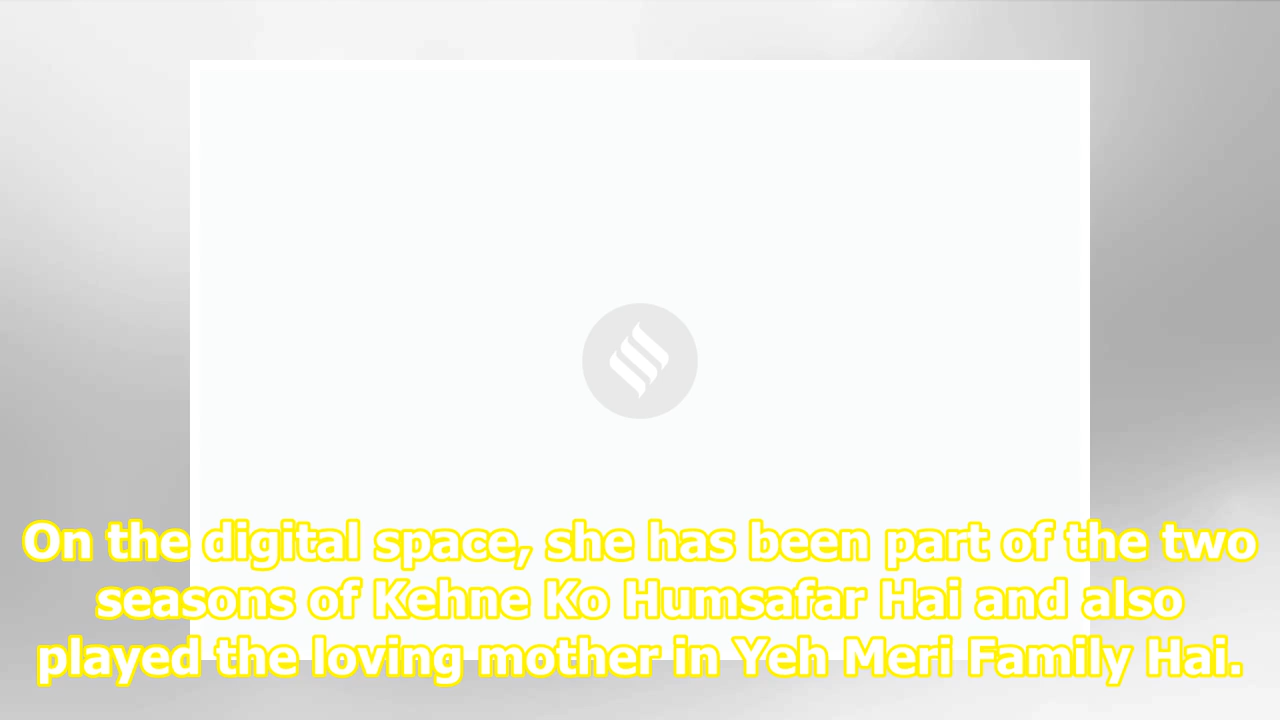 On the digital space, she has been part of the two
seasons of Kehne Ko Humsafar Hai and also
played the loving mother in Yeh Meri Family Hai.